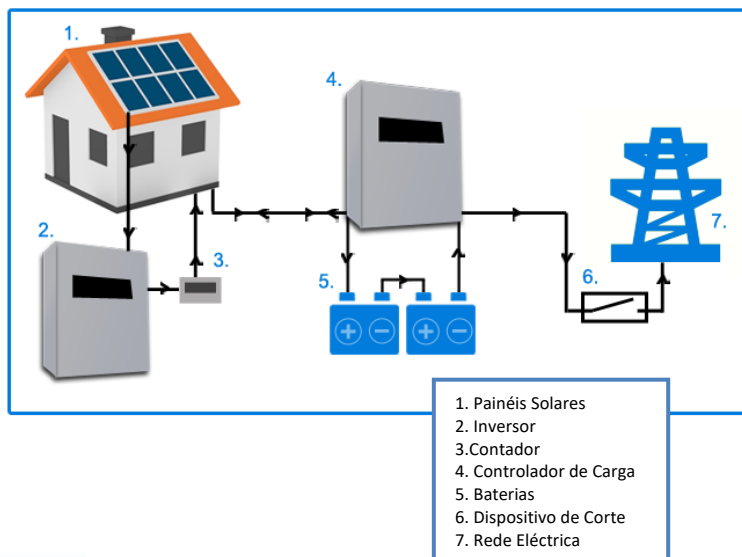 1.
4.
2.
3.
5.
6.
7.
1. Painéis Solares
2. Inversor
3.Contador
4. Controlador de Carga
5. Baterias
6. Dispositivo de Corte
7. Rede Eléctrica